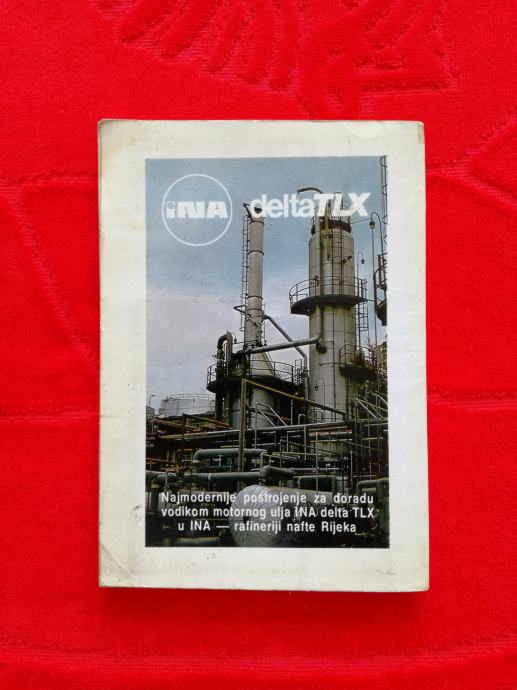 INA deltaTLX
Najmodernije postrojenje za doradu
vodikom motornog ulja INA delta TLX
u INA — rafineriji nafte Rijeka